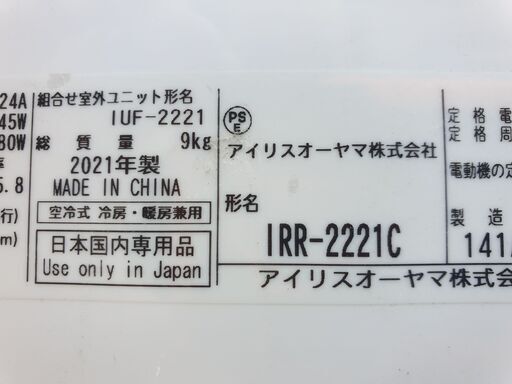 24A
45W
80W
率
5.8
行)
m)
組合せ室外ユニット形名
IUF-2221
総 質 量 9kg
2021年製
MADE IN CHINA
空冷式 冷房・暖房兼用
日本国内専用品
Use only in Japan
PS
E
アイリスオーヤマ株式会社
形名
IRR-2221C
アイリスオーヤマ株式会
定 格 電
定 格 周
電動機の定
製 造
141